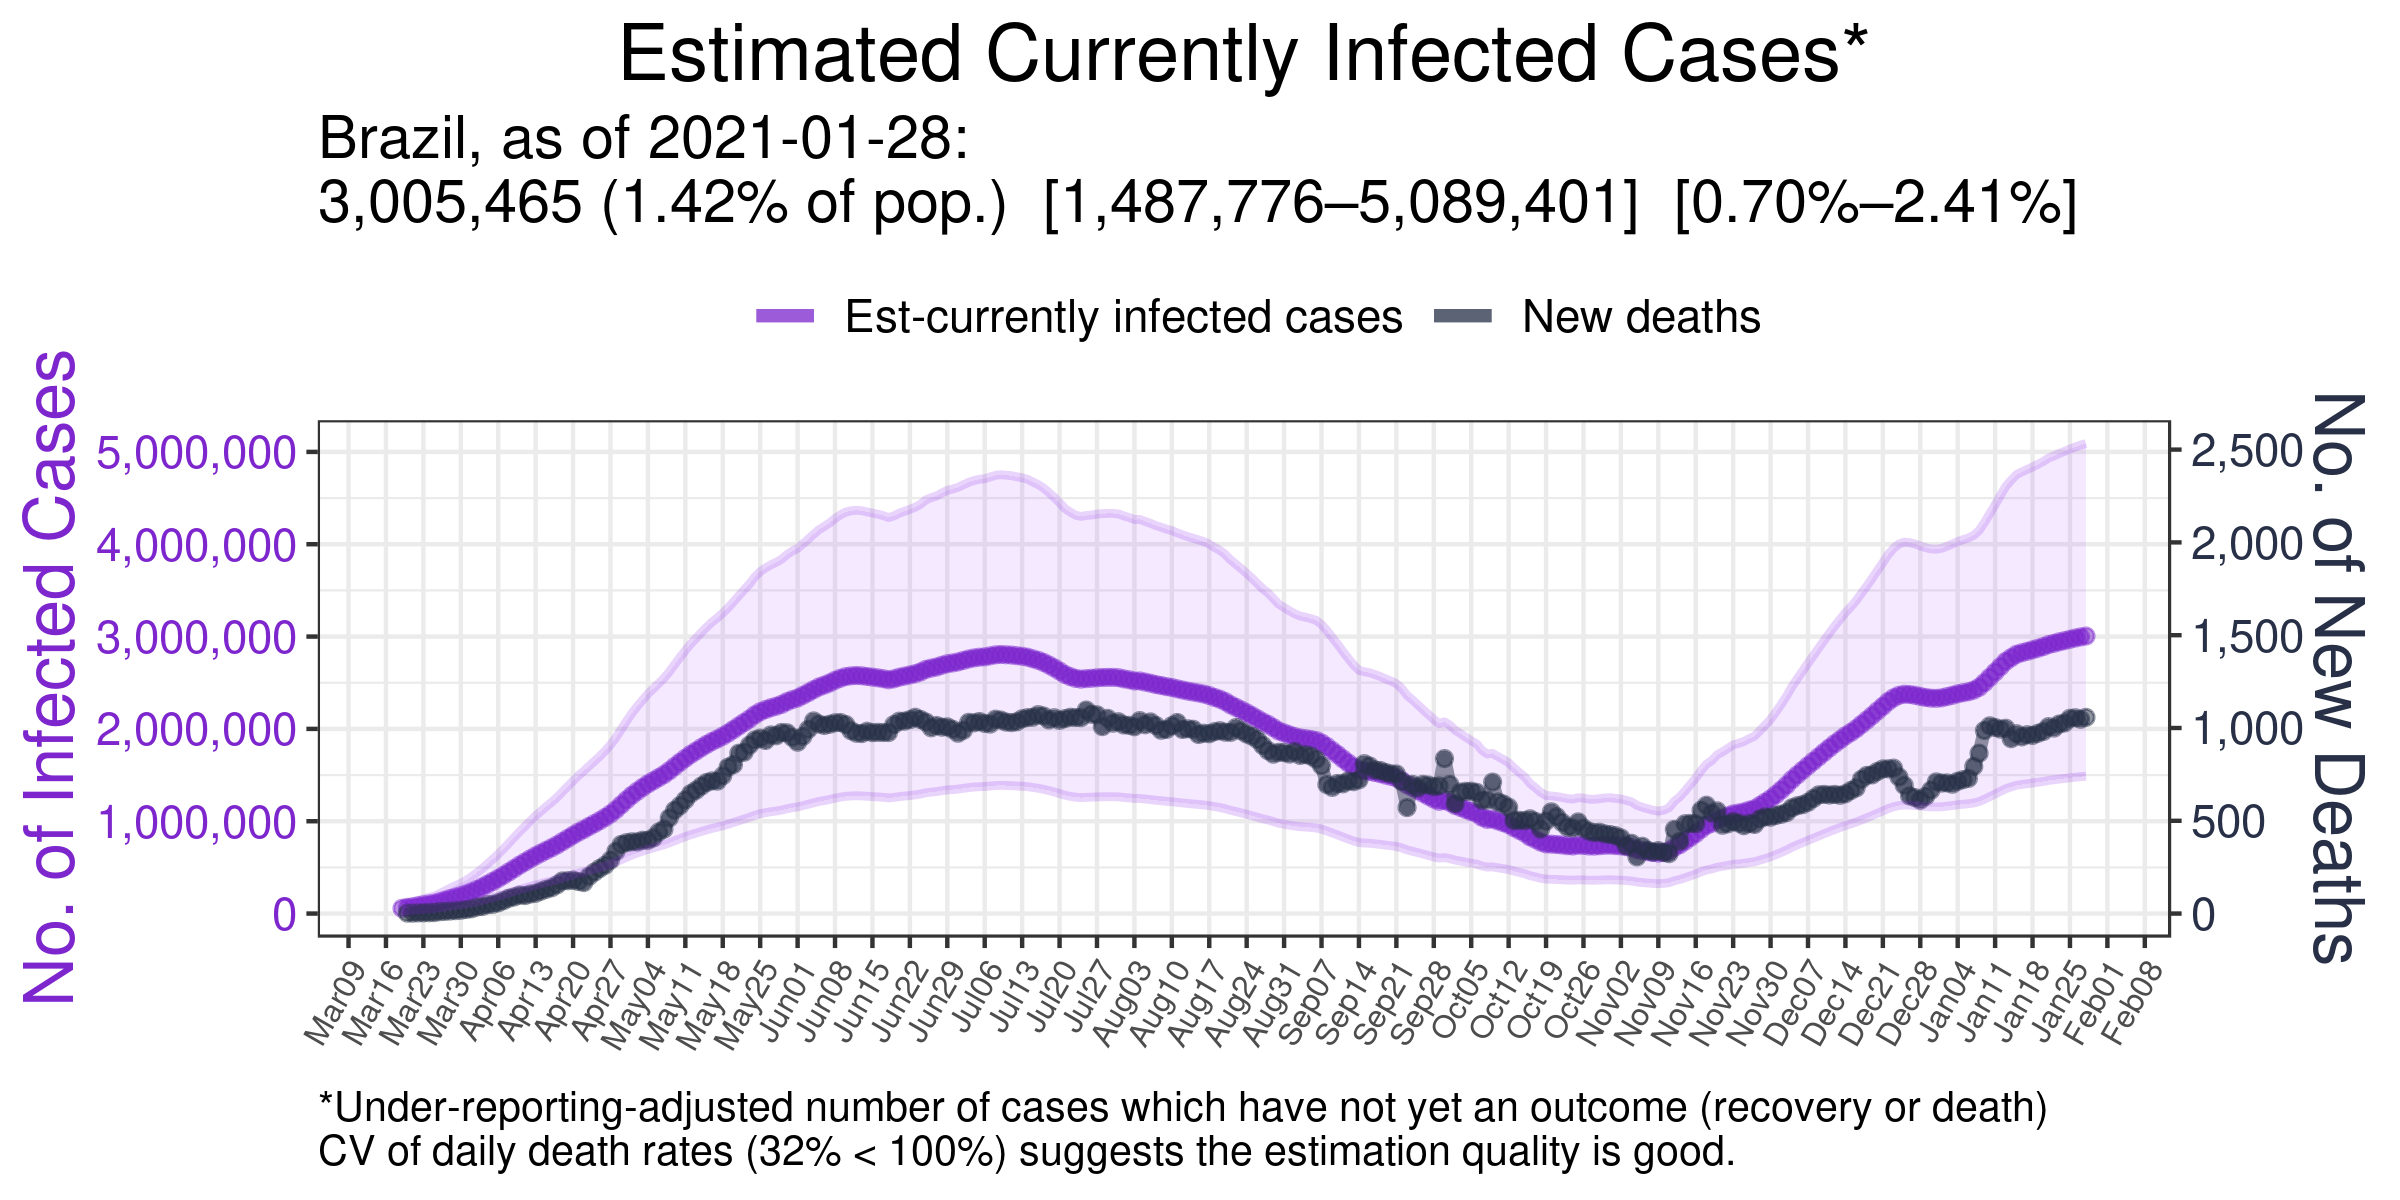 Estimated Currently Infected Cases*
Brazil, as of 2021-01-28:
3,005,465 (1.42% of pop.)  [1,487,776–5,089,401]  [0.70%–2.41%]
Est-currently infected cases
New deaths
No. of Infected Cases
5,000,000
4,000,000
3,000,000
2,000,000
1,000,000
0
2,500
2,000
1,500
1,000
500
0
No. of New Deaths
Mar09
Mar16
Mar23
Mar30
Apr06
Apr13
Apr20
Apr27
May04
May11
May18
May25
Jun01
Jun08
Jun15
Jun22
Jun29
Jul06
Jul13
Jul20
Jul27
Aug03
Aug10
Aug17
Aug24
Aug31
Sep07
Sep14
Sep21
Sep28
Oct05
Oct12
Oct19
Oct26
Nov02
Nov09
Nov16
Nov23
Nov30
Dec07
Dec14
Dec21
Dec28
Jan04
Jan11
Jan18
Jan25
Feb01
Feb08
*Under-reporting-adjusted number of cases which have not yet an outcome (recovery or death)
CV of daily death rates (32% < 100%) suggests the estimation quality is good.